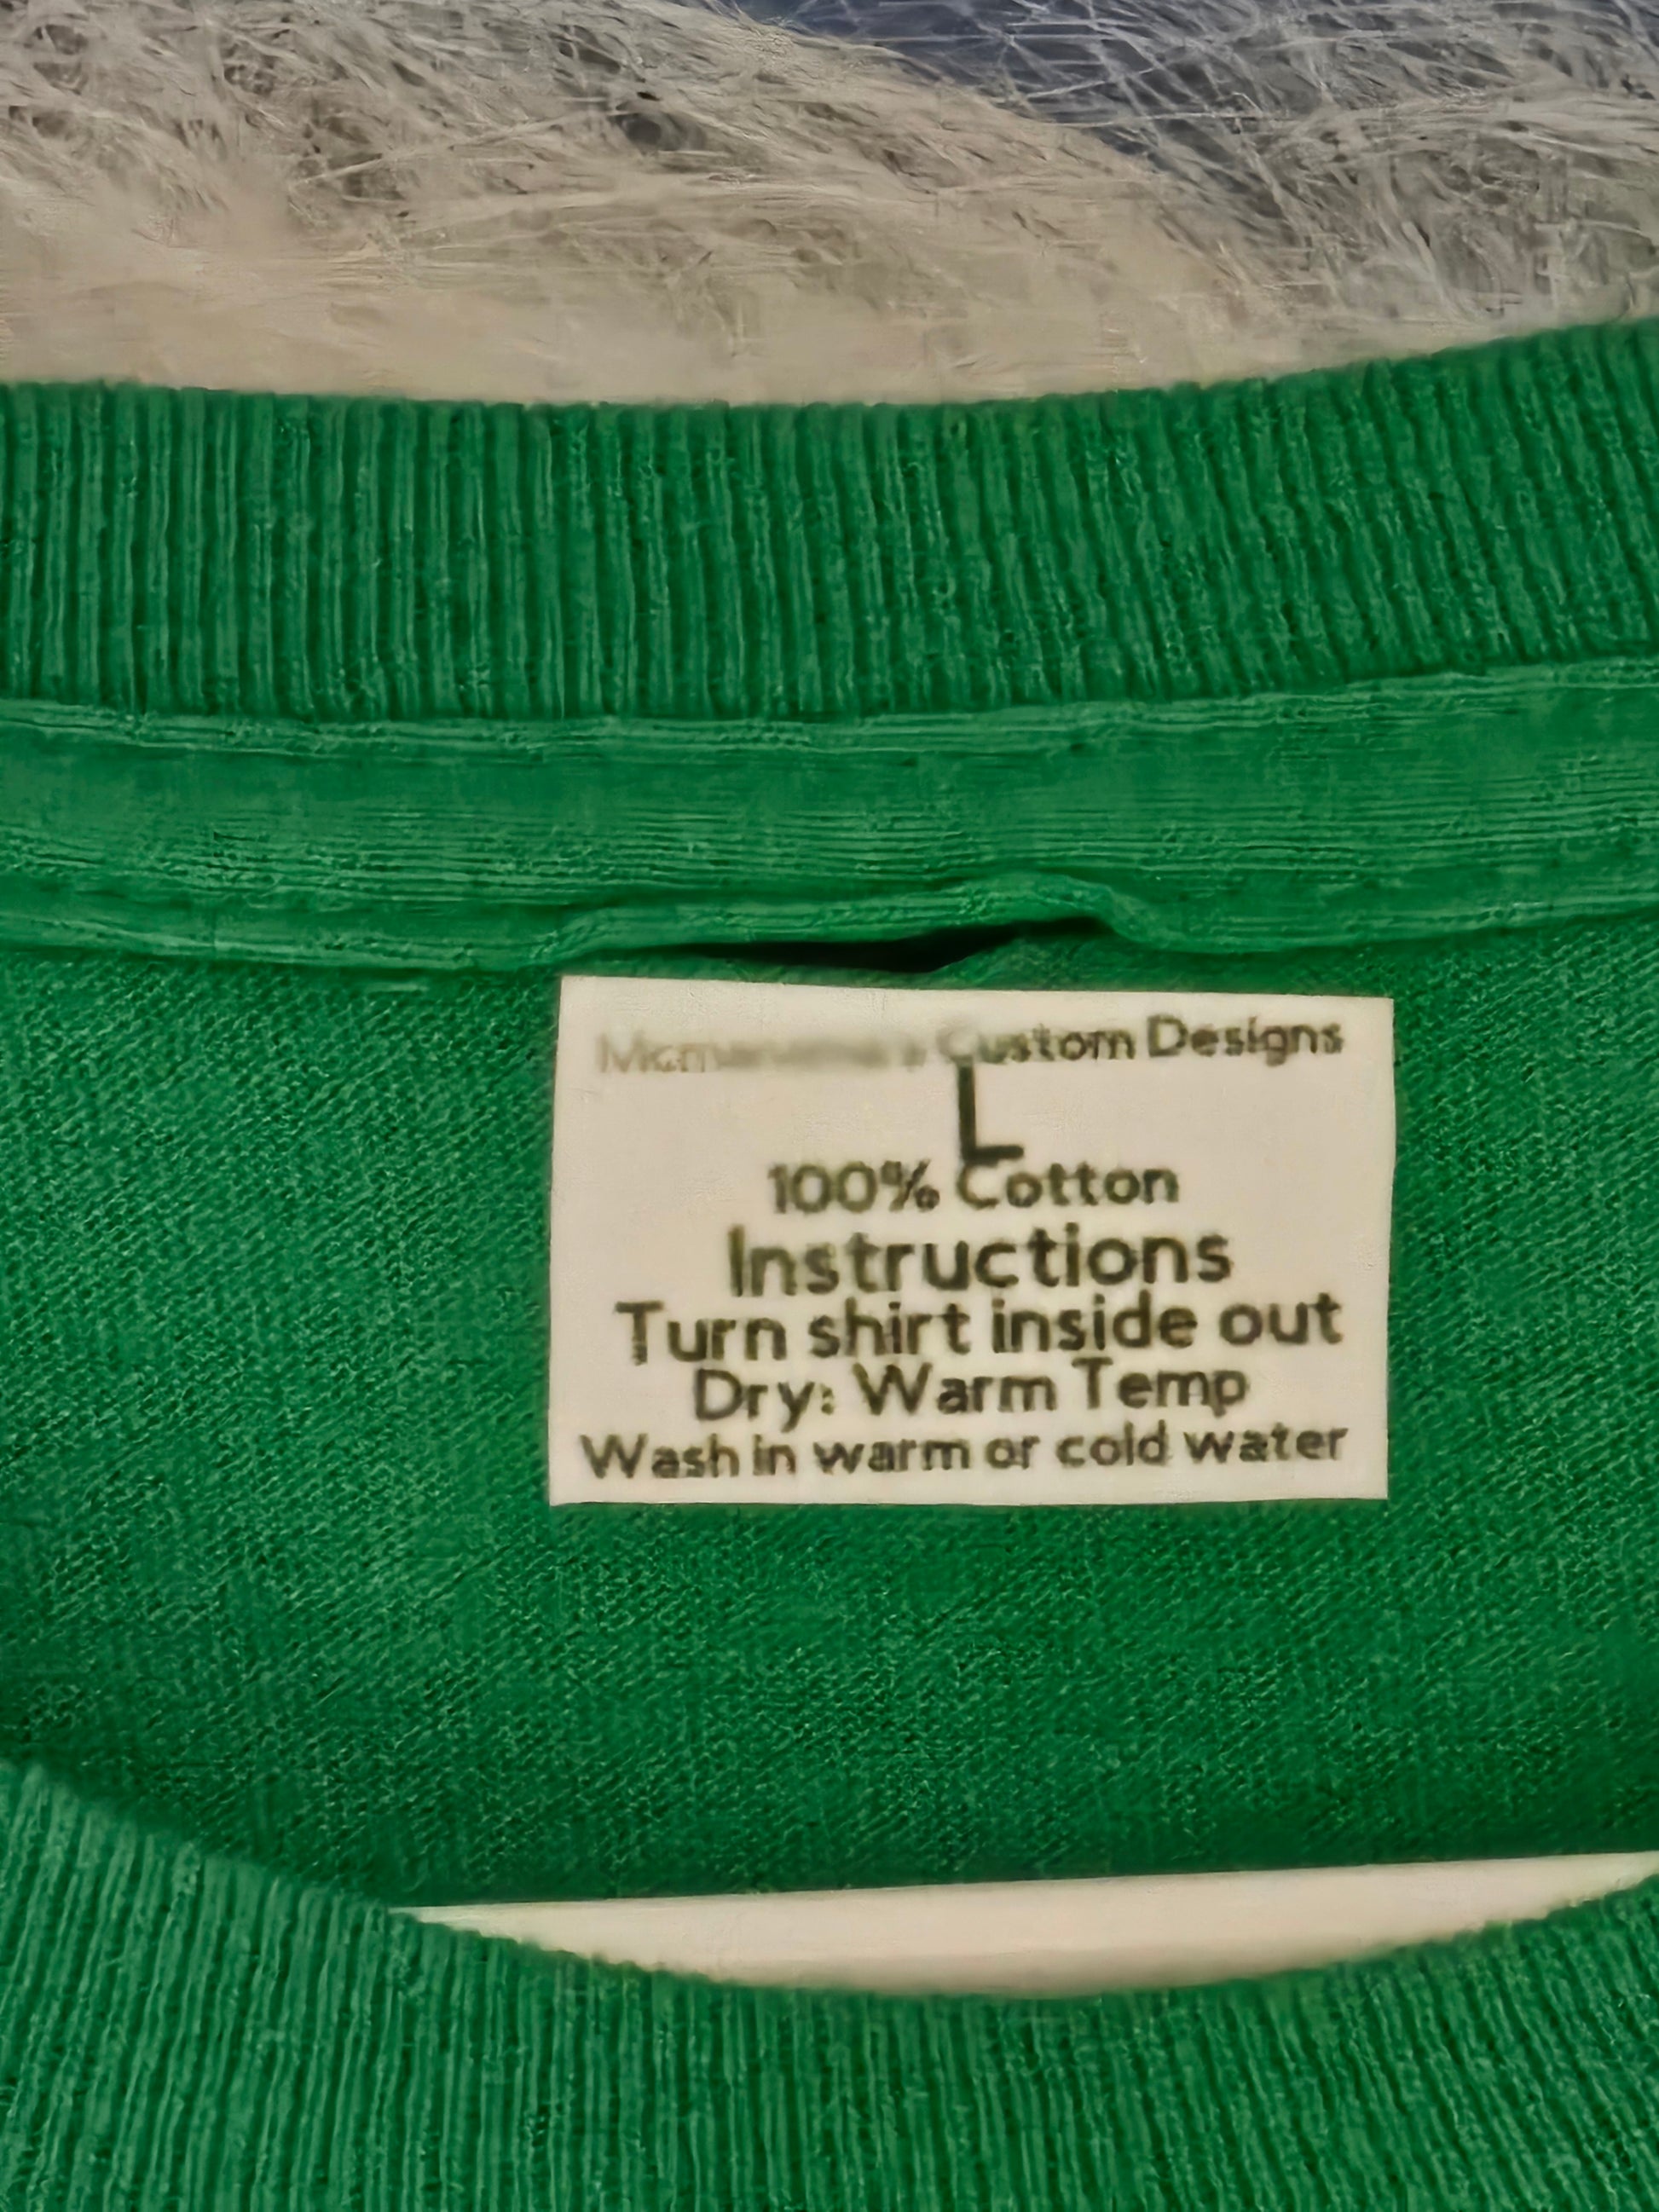 Custom Designs
L
100% Cotton
Instructions
Turn shirt inside out
Dry: Warm Temp
Wash in warm or cold water